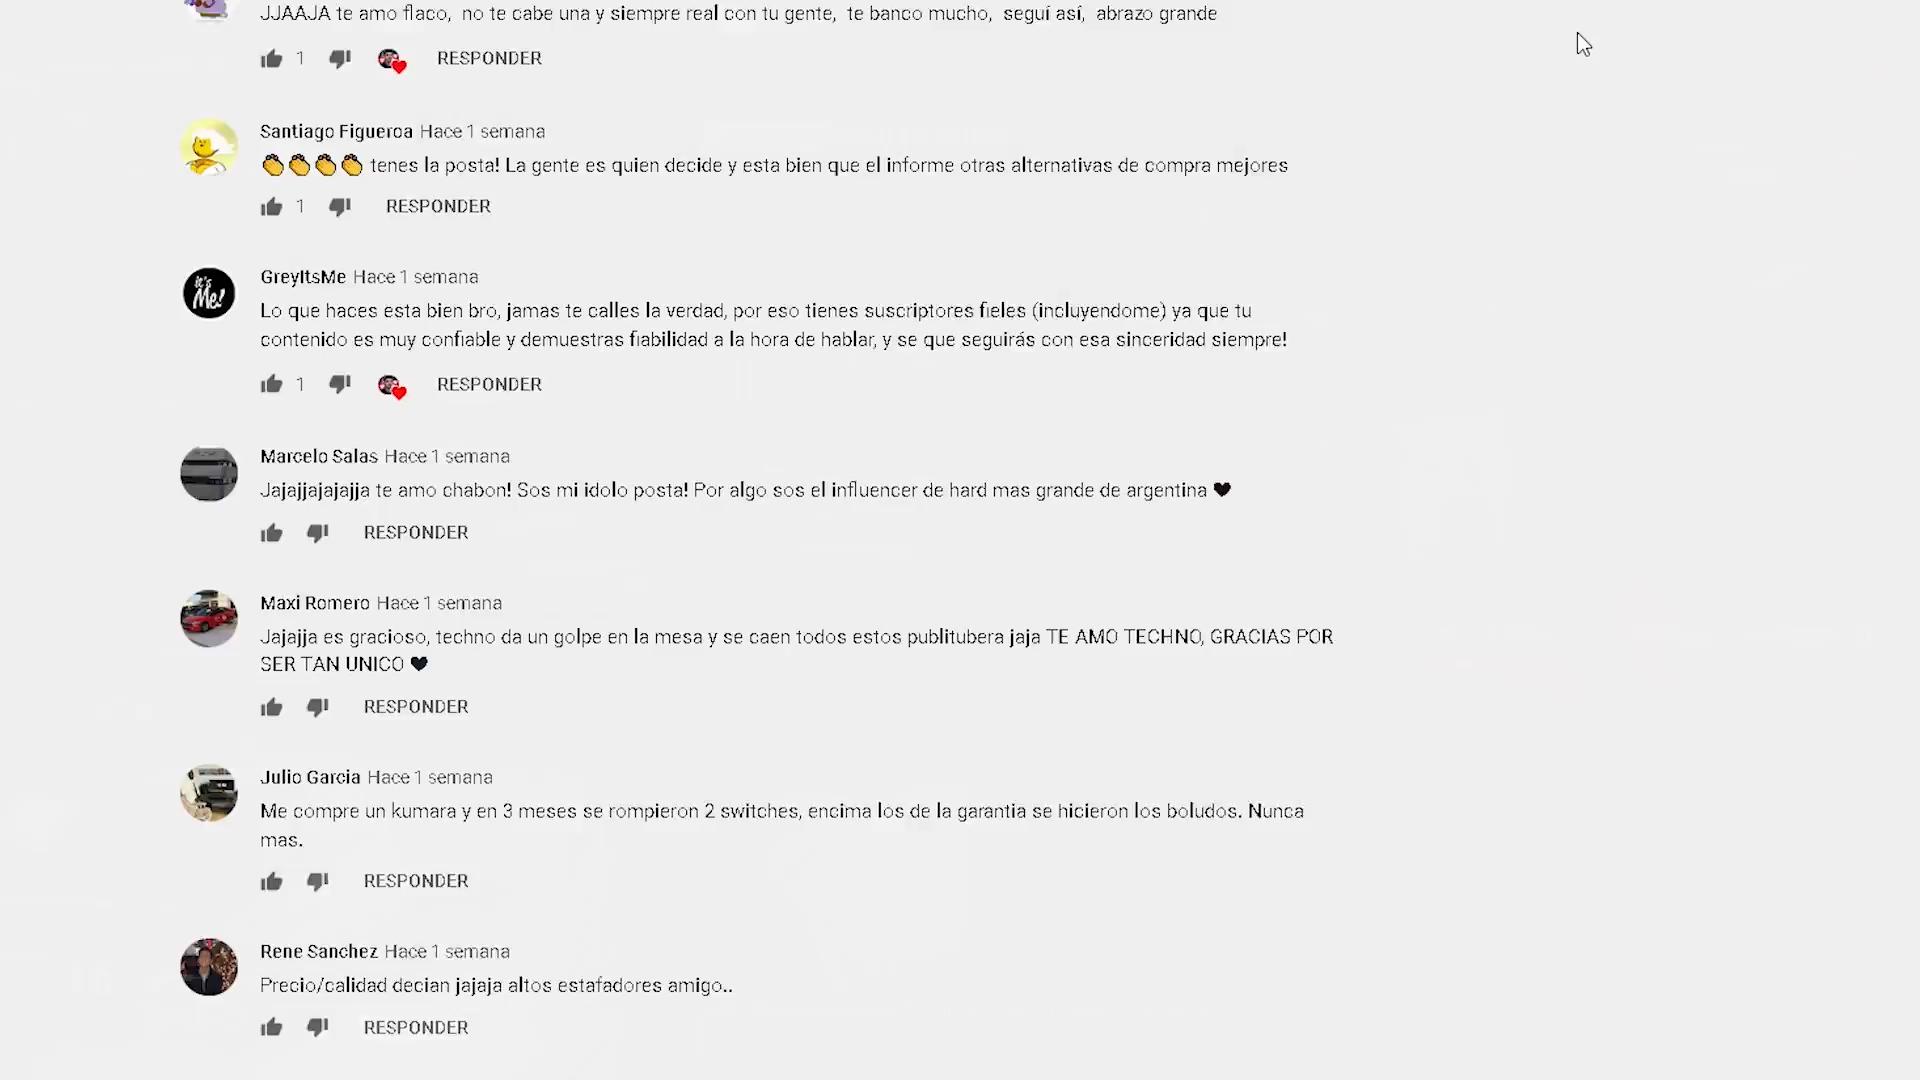 JJAAJA te amo flaco, no te cabe una y siempre real con tu gente, te banco mucho, seguí así, abrazo grande
1 RESPONDER
Santiago Figueroa Hace 1 semana
👏👏👏👏 tenes la posta! La gente es quien decide y esta bien que el informe otras alternativas de compra mejores
1 RESPONDER
it's Me!
GreyItsMe Hace 1 semana
Lo que haces esta bien bro, jamas te calles la verdad, por eso tienes suscriptores fieles (incluyendome) ya que tu
contenido es muy confiable y demuestras fiabilidad a la hora de hablar, y se que seguirás con esa sinceridad siempre!
1 RESPONDER
Marcelo Salas Hace 1 semana
Jajajjajajajja te amo chabon! Sos mi idolo posta! Por algo sos el influencer de hard mas grande de argentina 🖤
RESPONDER
Maxi Romero Hace 1 semana
Jajajja es gracioso, techno da un golpe en la mesa y se caen todos estos publitubera jaja TE AMO TECHNO, GRACIAS POR
SER TAN UNICO 🖤
RESPONDER
Julio Garcia Hace 1 semana
Me compre un kumara y en 3 meses se rompieron 2 switches, encima los de la garantia se hicieron los boludos. Nunca
mas.
RESPONDER
Rene Sanchez Hace 1 semana
Precio/calidad decian jajaja altos estafadores amigo..
RESPONDER